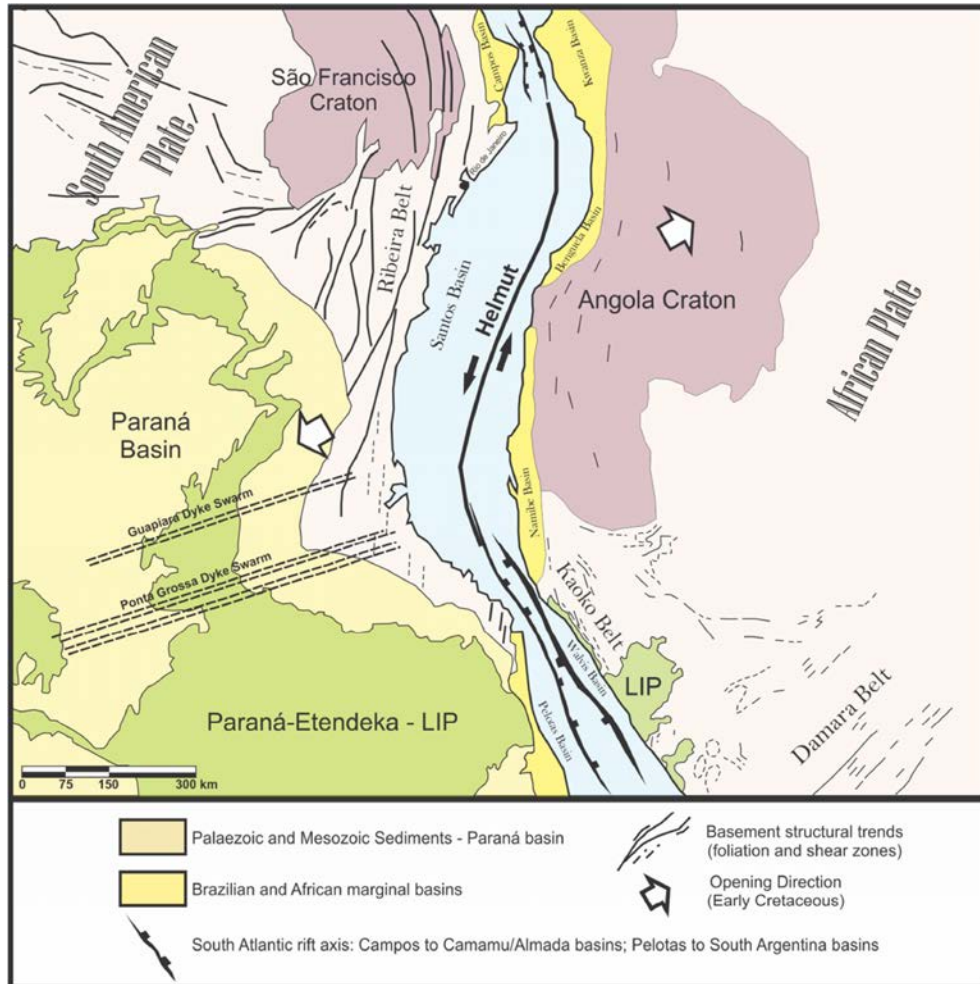 Campos Basin
Kwanza Basin
São Francisco
Craton
South American
Plate
Rio de Janeiro
Ribeira Belt
Benguela Basin
Santos Basin
Helmut
Angola Craton
African Plate
Paraná
Basin
Guapiara Dyke Swarm
Namibe Basin
Ponta Grossa Dyke Swarm
Kaoko Belt
Walvis Basin
LIP
Pelotas Basin
Paraná-Etendeka - LIP
Damara Belt
0 75 150 300 km
Palaezoic and Mesozoic Sediments - Paraná basin
Basement structural trends
(foliation and shear zones)
Brazilian and African marginal basins
Opening Direction
(Early Cretaceous)
South Atlantic rift axis: Campos to Camamu/Almada basins; Pelotas to South Argentina basins